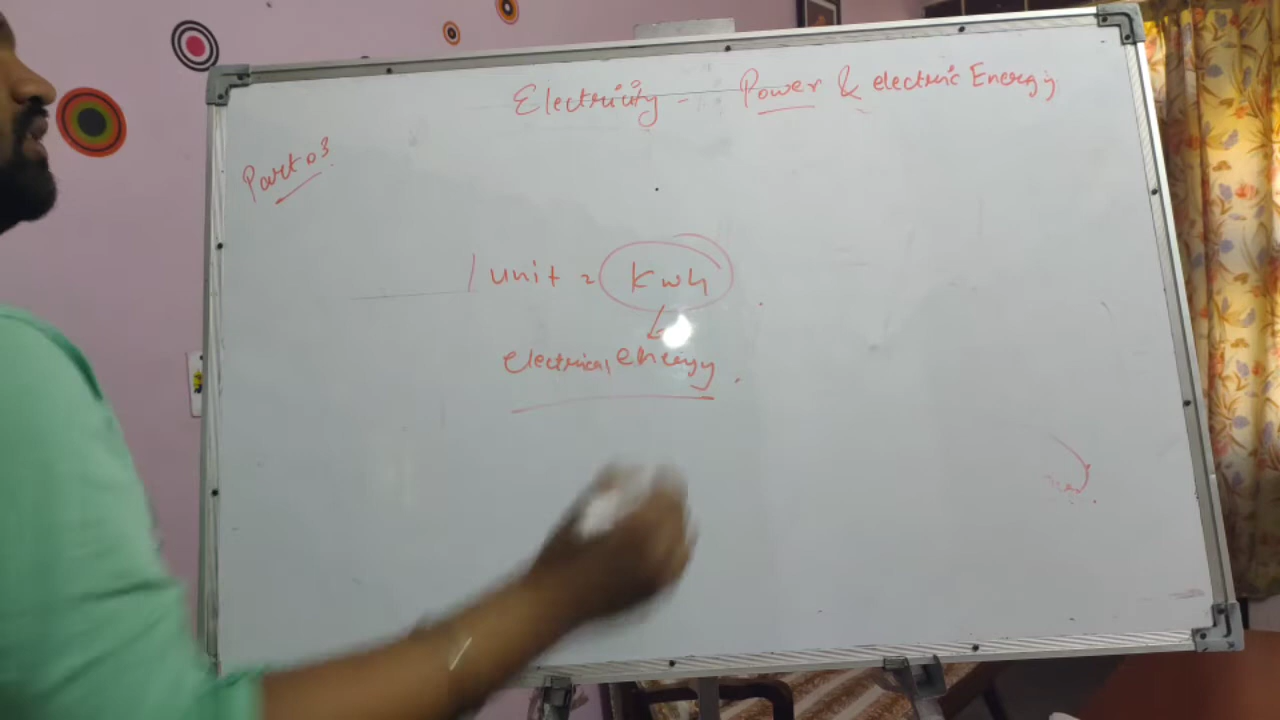 Electricity - Power & electric Energy
Part 03
1 unit = kwh
electrical energy